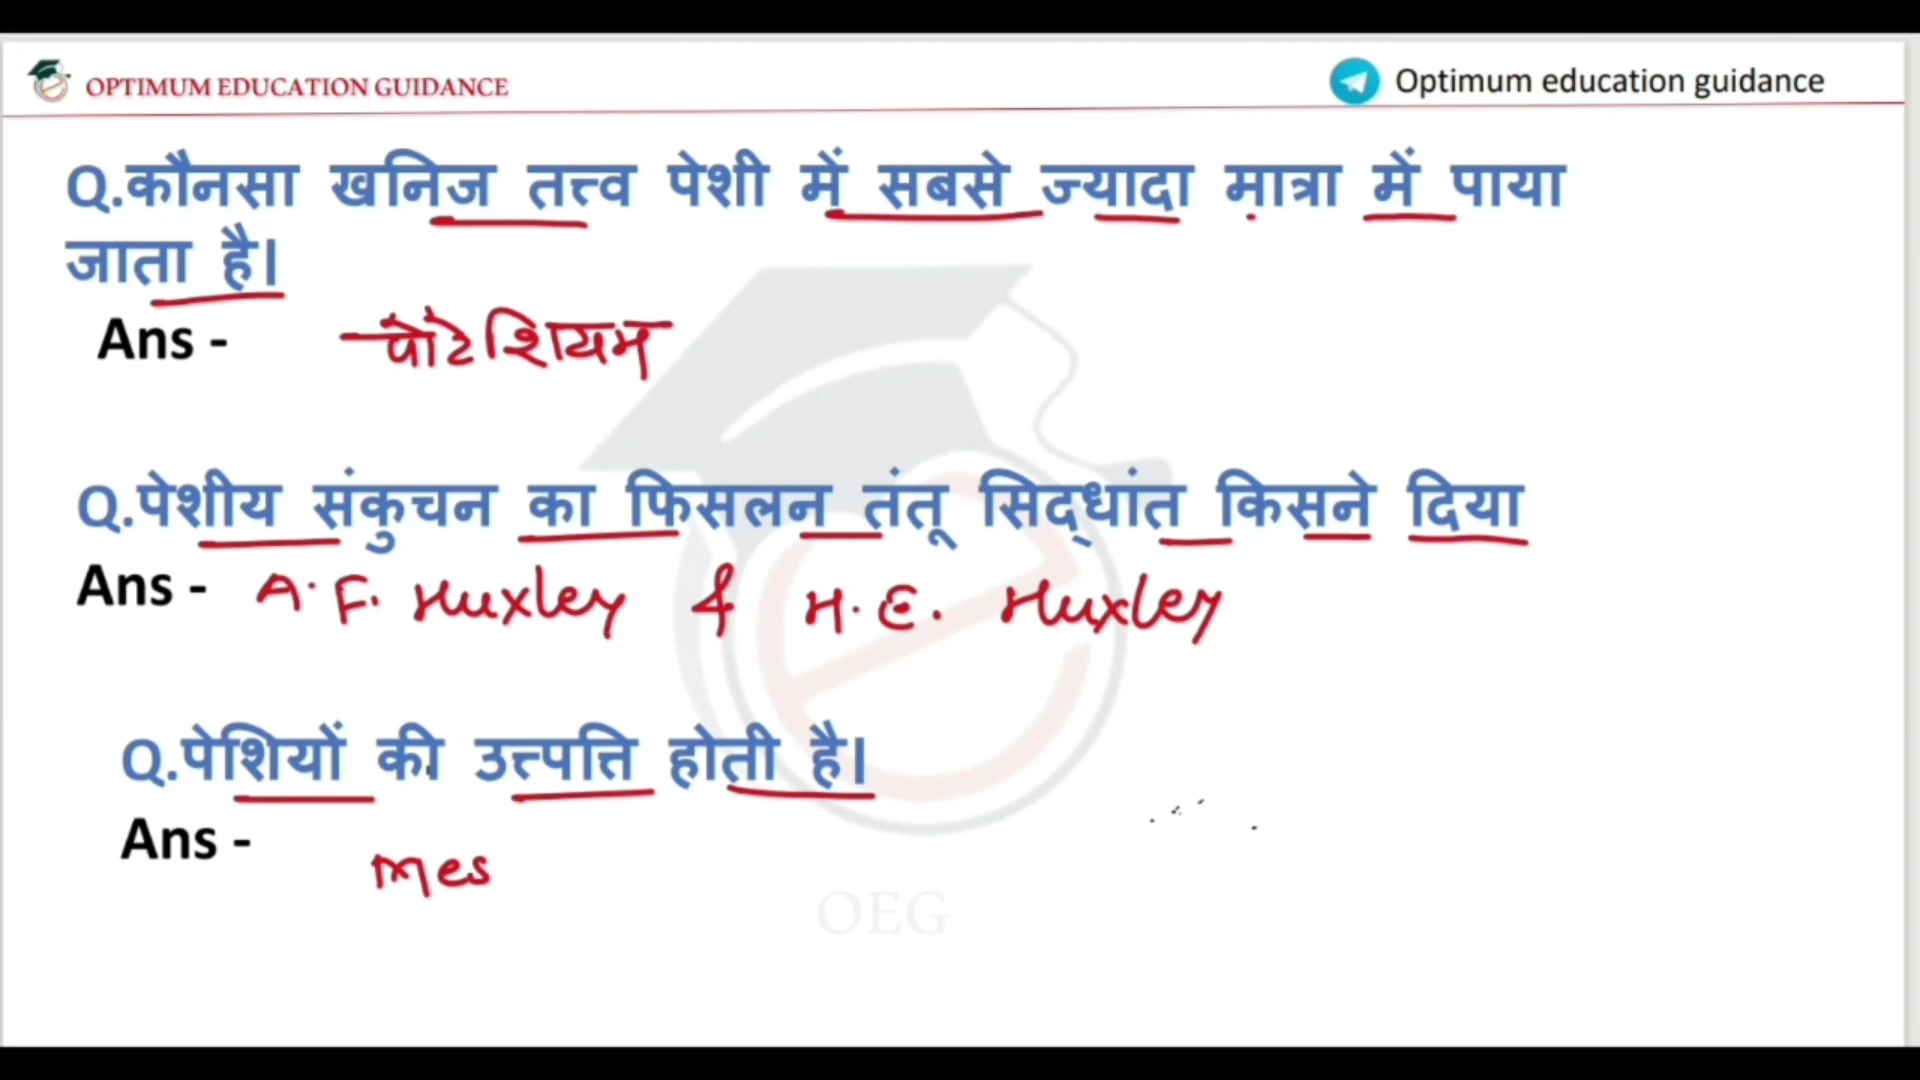 OPTIMUM EDUCATION GUIDANCE
Optimum education guidance
Q.कौनसा खनिज तत्त्व पेशी में सबसे ज्यादा मात्रा में पाया
जाता है।
Ans - पोटेशियम
Q.पेशीय संकुचन का फिसलन तंतू सिद्धांत किसने दिया
Ans - A.F. Huxley & H.E. Huxley
Q.पेशियों की उत्त्पत्ति होती है।
Ans - mes
OEG